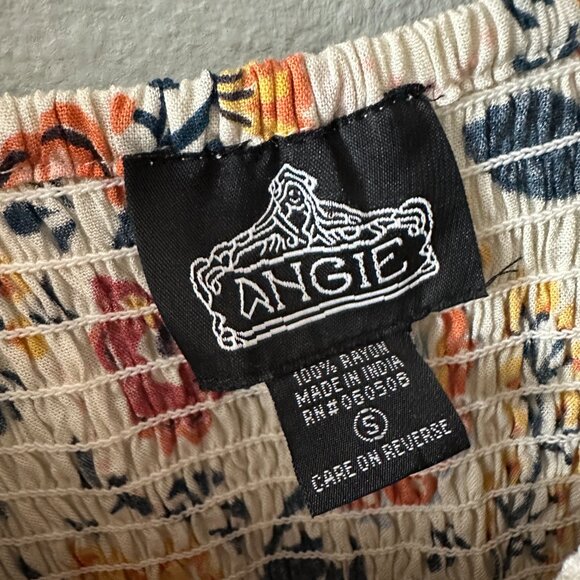 ANGIE
100% RAYON
MADE IN INDIA
RN#060508
S
CARE ON REVERSE